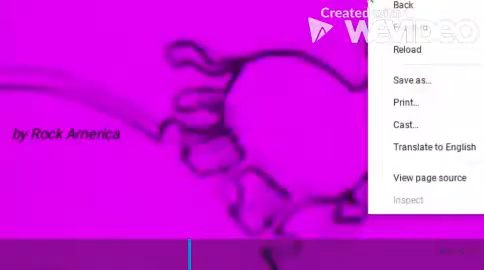 Created with
WEVIDEO
Back
Reload
Save as...
Print...
Cast...
Translate to English
View page source
Inspect
by Rock America